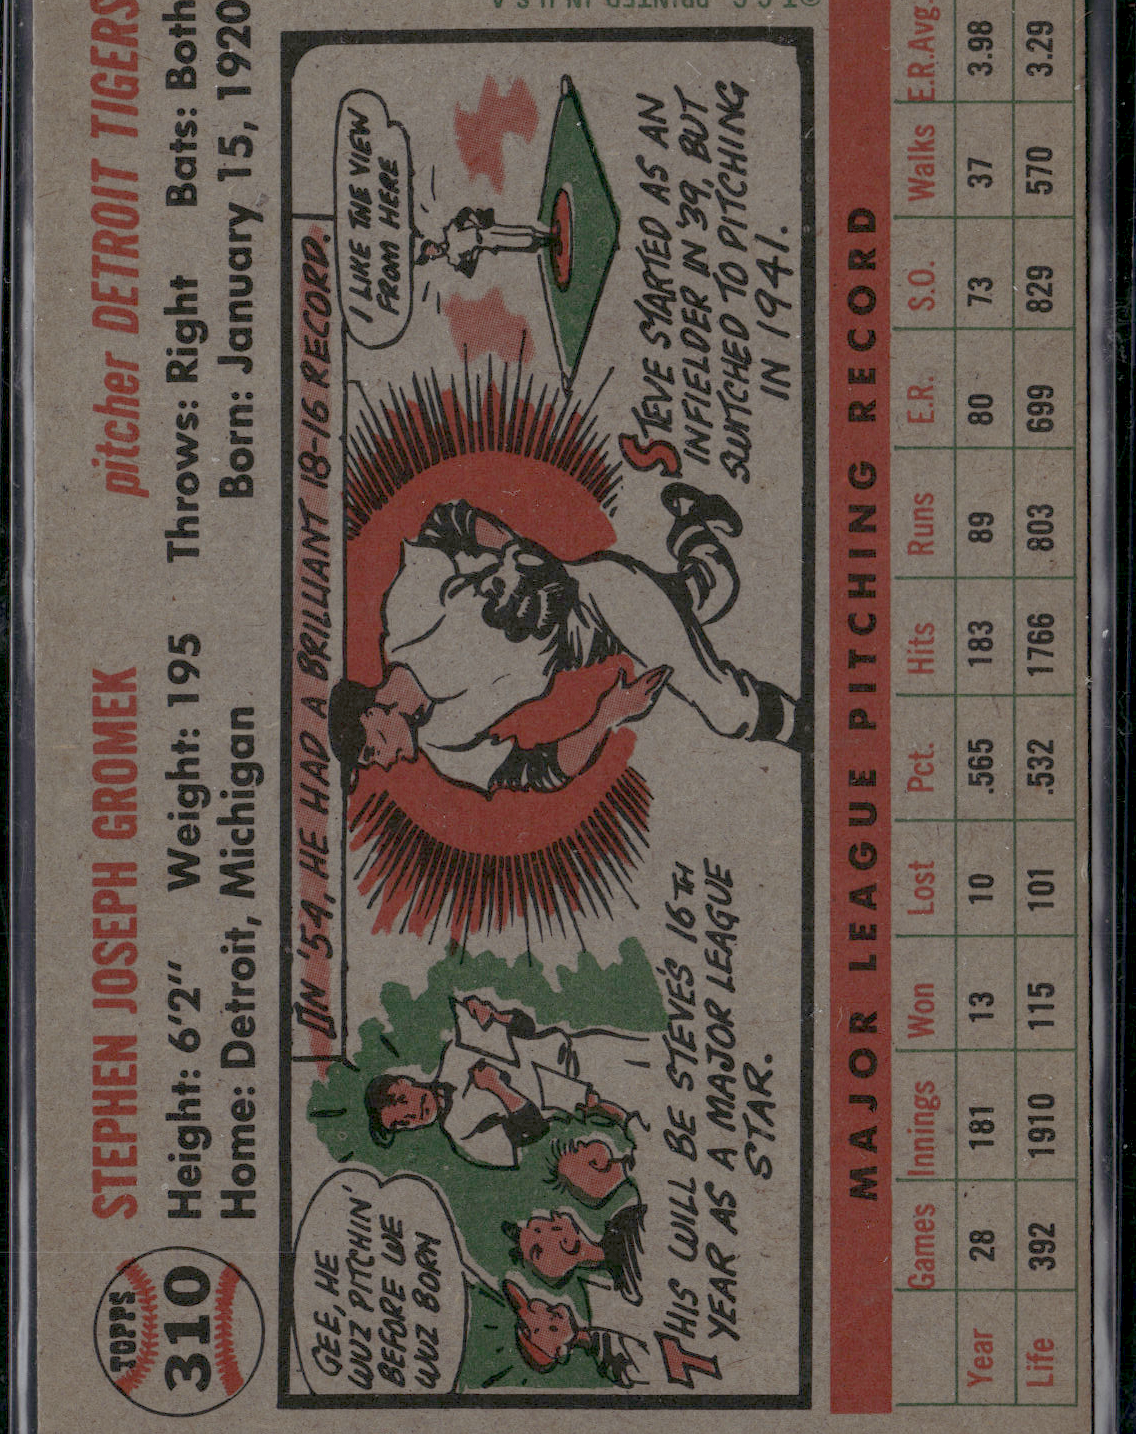 TOPPS
310
STEPHEN JOSEPH GROMEK pitcher DETROIT TIGERS
Height: 6'2" Weight: 195 Throws: Right Bats: Both
Home: Detroit, Michigan Born: January 15, 1920
GEE, HE
WUZ PITCHIN'
BEFORE WE
WUZ BORN
THIS WILL BE STEVE'S 16TH
YEAR AS A MAJOR LEAGUE
STAR.
IN '54, HE HAD A BRILLIANT 18-16 RECORD.
I LIKE THE VIEW
FROM HERE
STEVE STARTED AS AN
INFIELDER IN '39, BUT
SWITCHED TO PITCHING
IN 1941.
©T.C.G. PRINTED IN U.S.A.
MAJOR LEAGUE PITCHING RECORD
Games Innings Won Lost Pct. Hits Runs E.R. S.O. Walks E.R.Avg.
Year 28 181 13 10 .565 183 89 80 73 37 3.98
Life 392 1910 115 101 .532 1766 803 699 829 570 3.29